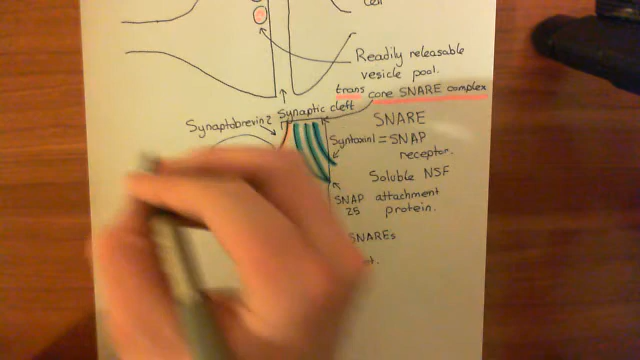 Cell
Readily releasable
vesicle pool.
trans core SNARE complex
Synaptic cleft
Synaptobrevin2
SNARE
Syntaxin1 = SNAP
receptor.
Soluble NSF
SNAP attachment
25 protein.
SNAREs